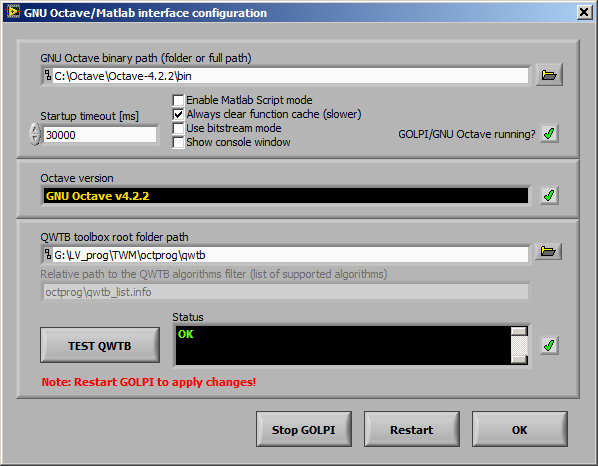 GNU Octave/Matlab interface configuration
GNU Octave binary path (folder or full path)
C:\Octave\Octave-4.2.2\bin
Enable Matlab Script mode
Startup timeout [ms]
Always clear function cache (slower)
30000
Use bitstream mode
GOLPI/GNU Octave running?
Show console window
Octave version
GNU Octave v4.2.2
QWTB toolbox root folder path
G:\LV_prog\TWM\octprog\qwtb
Relative path to the QWTB algorithms filter (list of supported algorithms)
octprog\qwtb_list.info
Status
TEST QWTB
OK
Note: Restart GOLPI to apply changes!
Stop GOLPI
Restart
OK